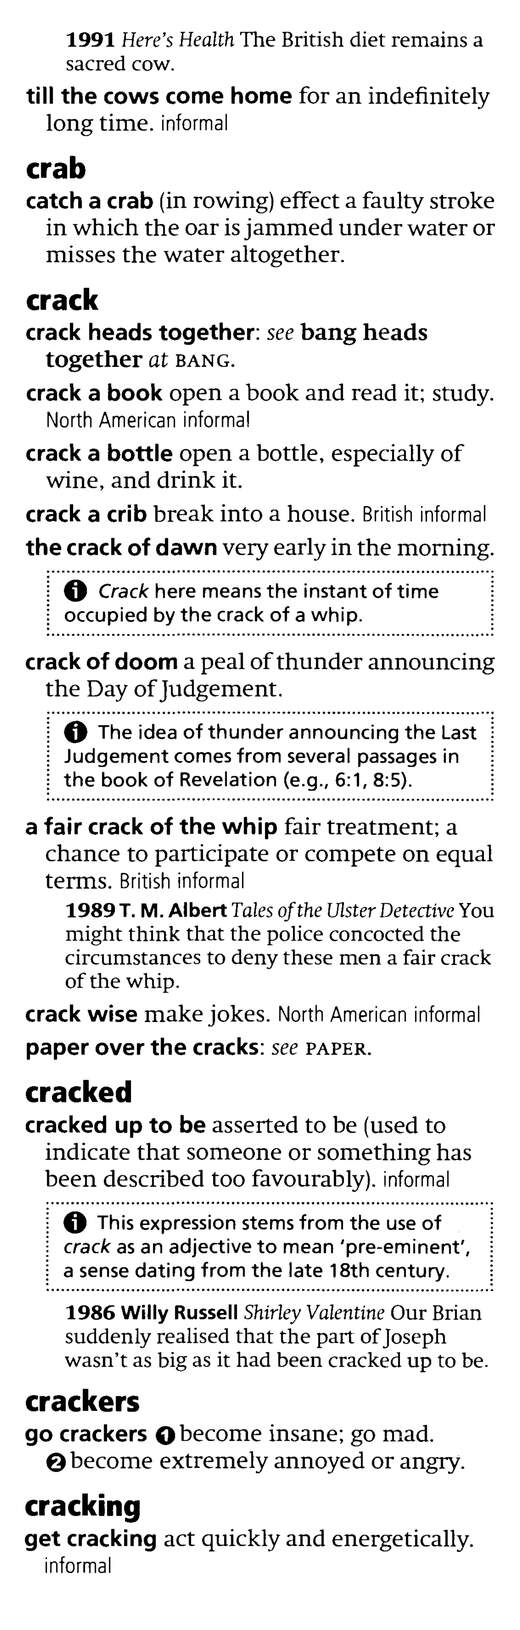 1991 Here's Health The British diet remains a
sacred cow.
till the cows come home for an indefinitely
long time. informal
crab
catch a crab (in rowing) effect a faulty stroke
in which the oar is jammed under water or
misses the water altogether.
crack
crack heads together: see bang heads
together at BANG.
crack a book open a book and read it; study.
North American informal
crack a bottle open a bottle, especially of
wine, and drink it.
crack a crib break into a house. British informal
the crack of dawn very early in the morning.
i Crack here means the instant of time
occupied by the crack of a whip.
crack of doom a peal of thunder announcing
the Day of Judgement.
i The idea of thunder announcing the Last
Judgement comes from several passages in
the book of Revelation (e.g., 6:1, 8:5).
a fair crack of the whip fair treatment; a
chance to participate or compete on equal
terms. British informal
1989 T. M. Albert Tales of the Ulster Detective You
might think that the police concocted the
circumstances to deny these men a fair crack
of the whip.
crack wise make jokes. North American informal
paper over the cracks: see PAPER.
cracked
cracked up to be asserted to be (used to
indicate that someone or something has
been described too favourably). informal
i This expression stems from the use of
crack as an adjective to mean 'pre-eminent',
a sense dating from the late 18th century.
1986 Willy Russell Shirley Valentine Our Brian
suddenly realised that the part of Joseph
wasn't as big as it had been cracked up to be.
crackers
go crackers ❶ become insane; go mad.
❷ become extremely annoyed or angry.
cracking
get cracking act quickly and energetically.
informal